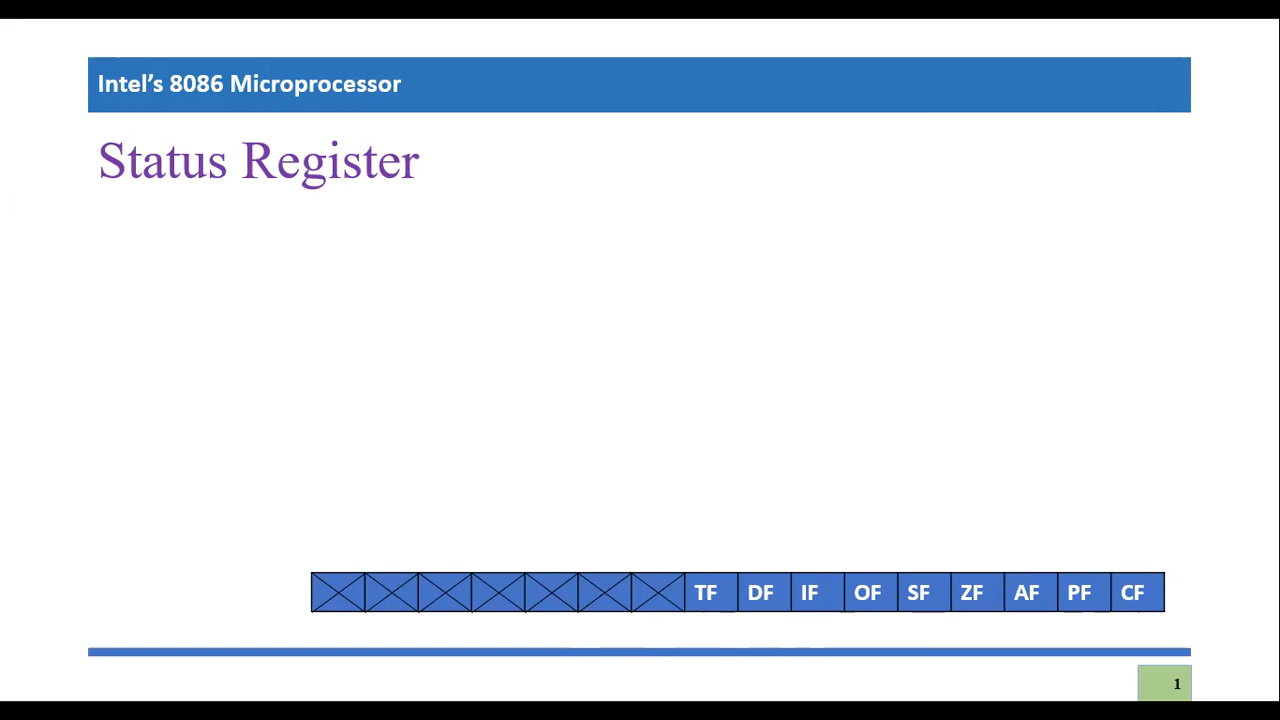 Intel’s 8086 Microprocessor
Status Register
TF DF IF OF SF ZF AF PF CF
1